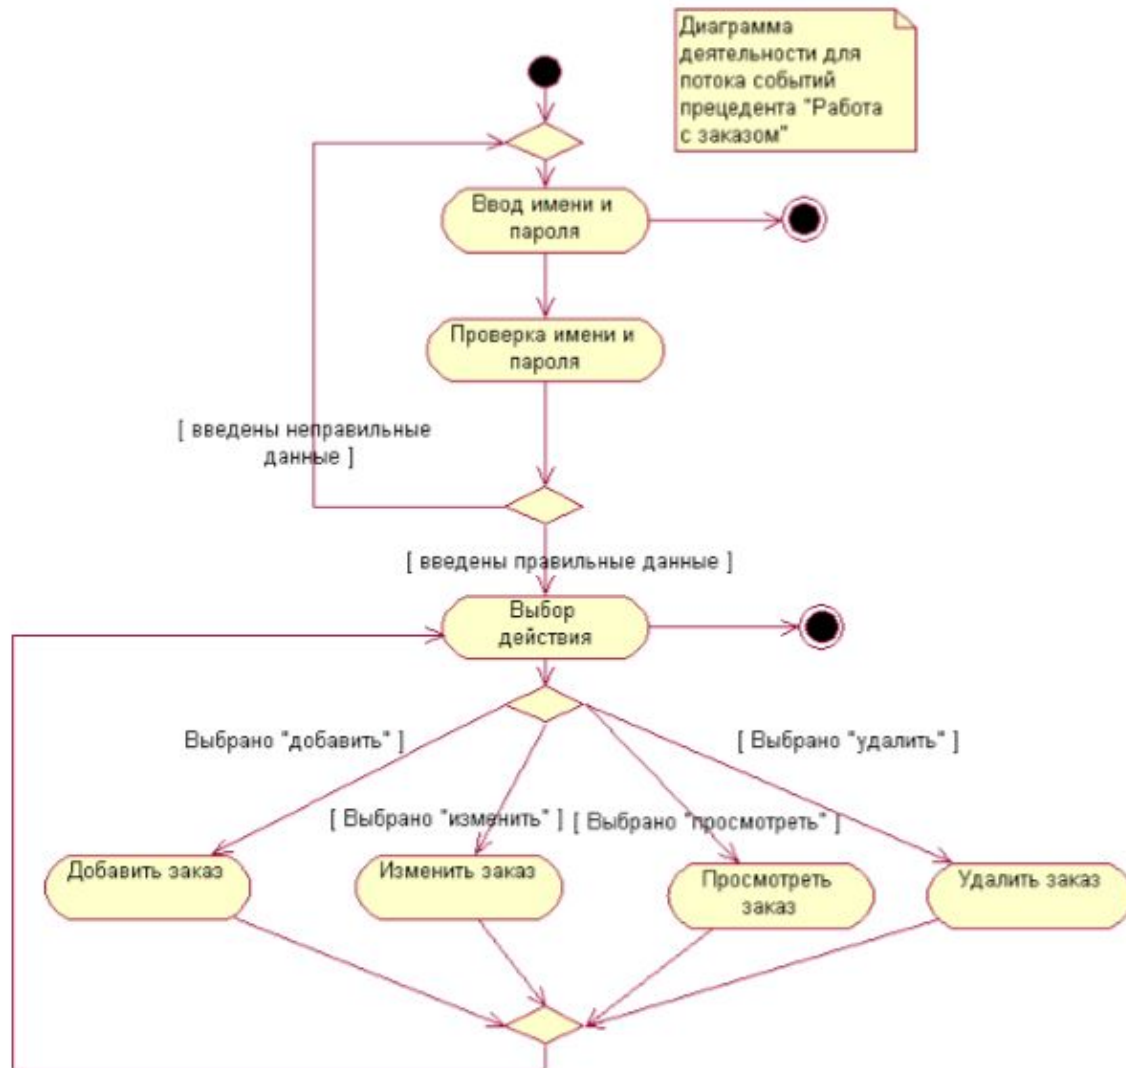 Диаграмма
деятельности для
потока событий
прецедента "Работа
с заказом"
Ввод имени и
пароля
Проверка имени и
пароля
[ введены неправильные
данные ]
[ введены правильные данные ]
Выбор
действия
Выбрано "добавить" ]
[ Выбрано "удалить" ]
[ Выбрано "изменить" ]
[ Выбрано "просмотреть" ]
Добавить заказ
Изменить заказ
Просмотреть
заказ
Удалить заказ